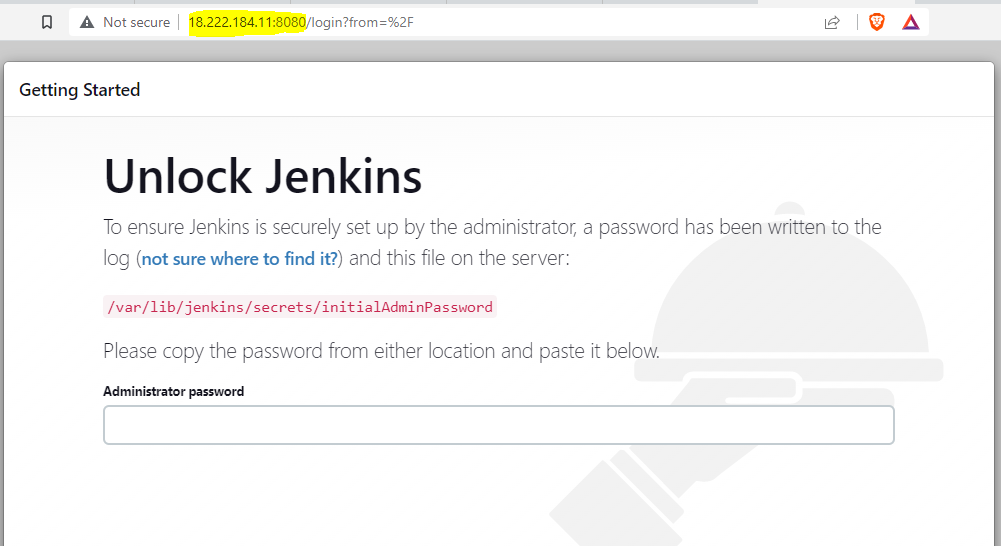 Not secure 18.222.184.11:8080/login?from=%2F
Getting Started
Unlock Jenkins
To ensure Jenkins is securely set up by the administrator, a password has been written to the
log (not sure where to find it?) and this file on the server:
/var/lib/jenkins/secrets/initialAdminPassword
Please copy the password from either location and paste it below.
Administrator password